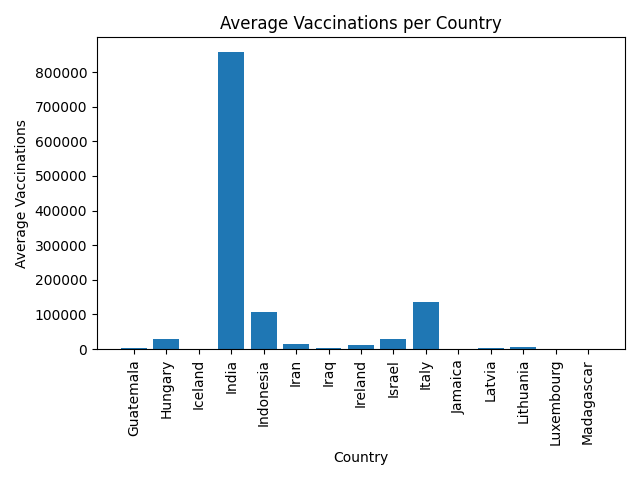 Average Vaccinations per Country
Average Vaccinations
800000
700000
600000
500000
400000
300000
200000
100000
0
Guatemala
Hungary
Iceland
India
Indonesia
Iran
Iraq
Ireland
Israel
Italy
Jamaica
Latvia
Lithuania
Luxembourg
Madagascar
Country